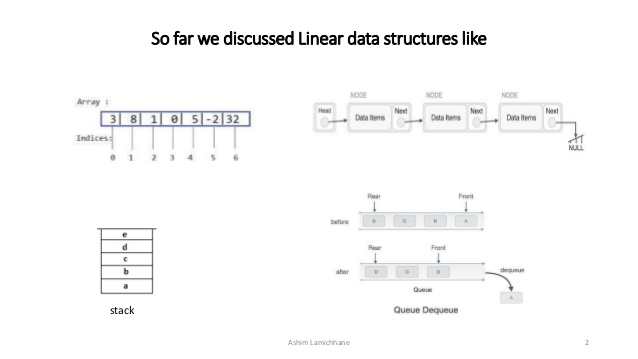 So far we discussed Linear data structures like
Array :
3 8 1 0 5 -2 32
Indices:
0 1 2 3 4 5 6
NODE NODE NODE
Head Data Items Next Data Items Next Data Items Next
NULL
Rear Front
before D C B A
Rear Front
after D C B dequeue
A
Queue
Queue Dequeue
e
d
c
b
a
stack
Ashim Lamichhane 2